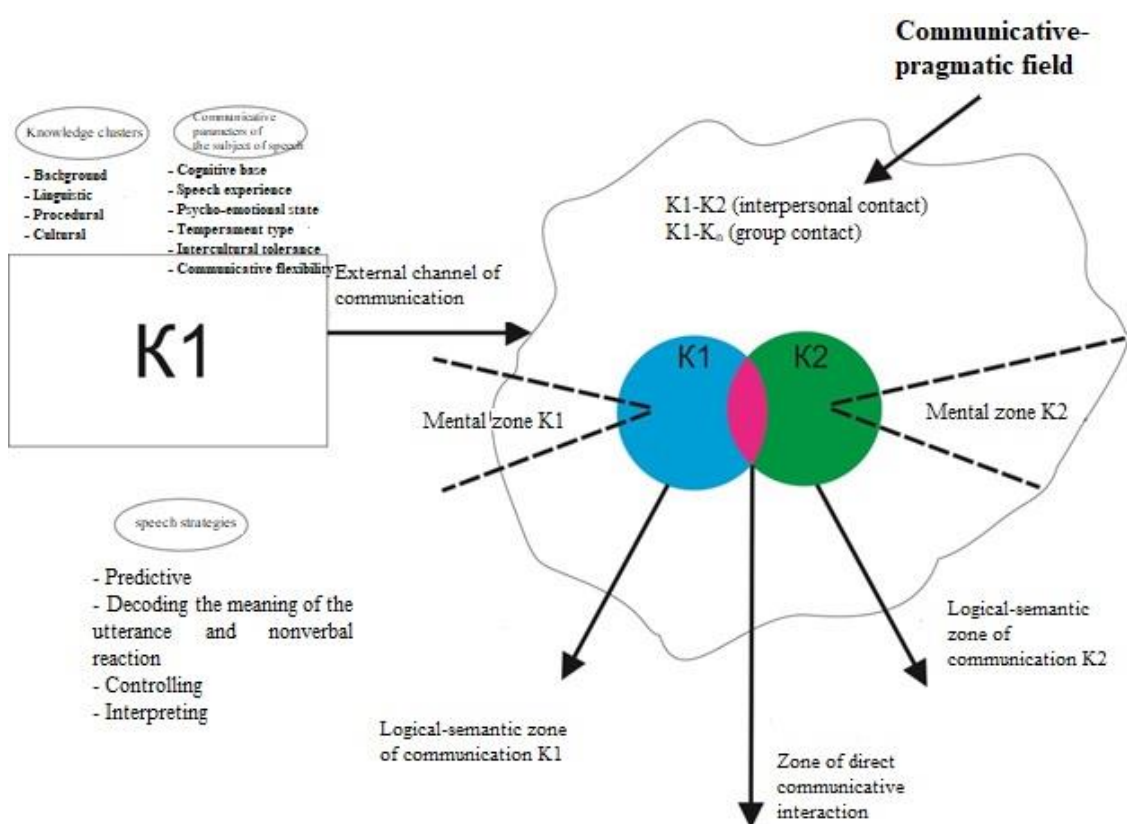 Communicative-
pragmatic field
Knowledge clusters
- Background
- Linguistic
- Procedural
- Cultural
Communicative
parameters of
the subject of speech
- Cognitive base
- Speech experience
- Psycho-emotional state
- Temperament type
- Intercultural tolerance
- Communicative flexibility
K1-K2 (interpersonal contact)
K1-Kn (group contact)
External channel of
communication
К1
К1
К2
Mental zone K1
Mental zone K2
speech strategies
- Predictive
- Decoding the meaning of the
utterance and nonverbal
reaction
- Controlling
- Interpreting
Logical-semantic
zone of
communication K2
Logical-semantic zone
of communication K1
Zone of direct
communicative
interaction